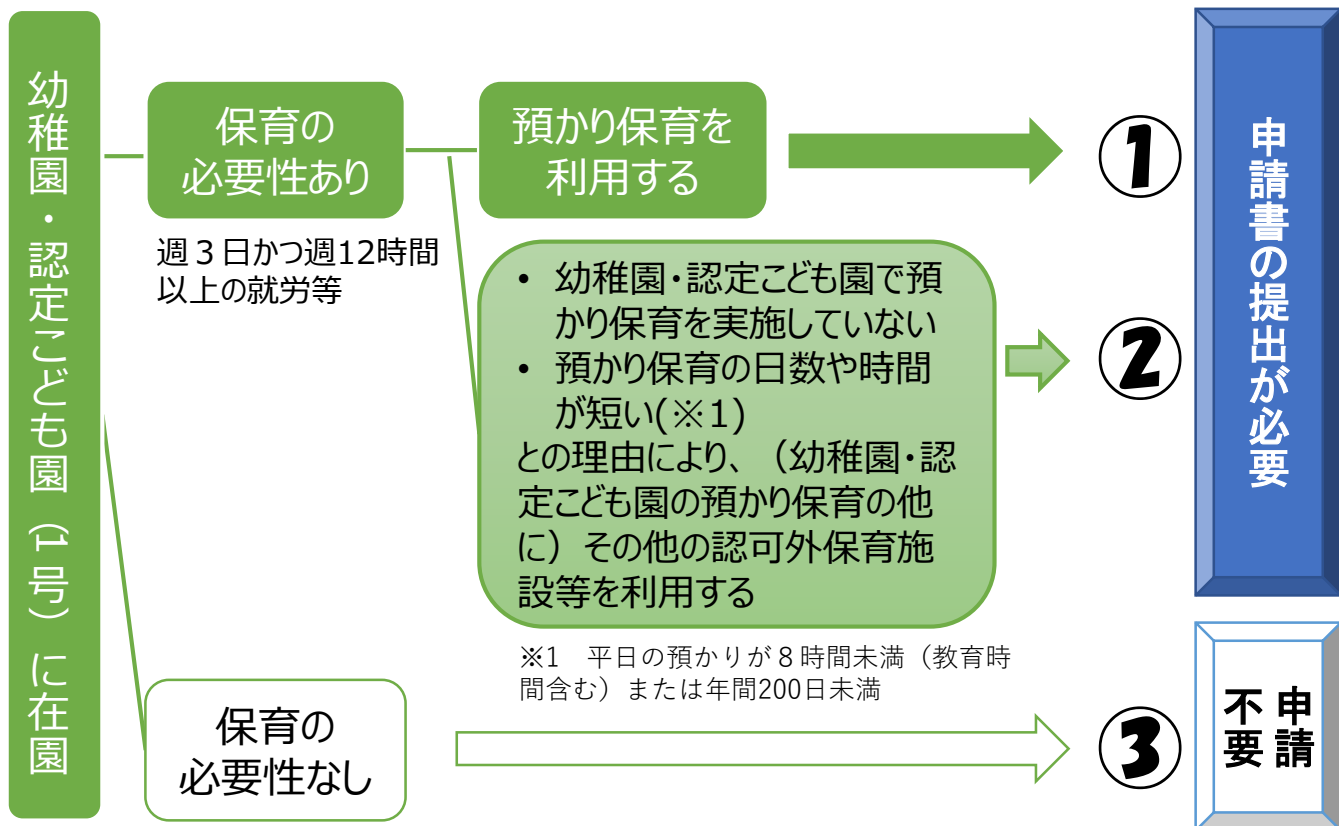 幼稚園・認定こども園（1号）に在園
保育の
必要性あり
週３日かつ週12時間
以上の就労等
預かり保育を
利用する
①
• 幼稚園・認定こども園で預
かり保育を実施していない
• 預かり保育の日数や時間
が短い(※1)
との理由により、（幼稚園・認
定こども園の預かり保育の他
に）その他の認可外保育施
設等を利用する
②
※1　平日の預かりが８時間未満（教育時
間含む）または年間200日未満
申請書の提出が必要
保育の
必要性なし
③
申請
不要